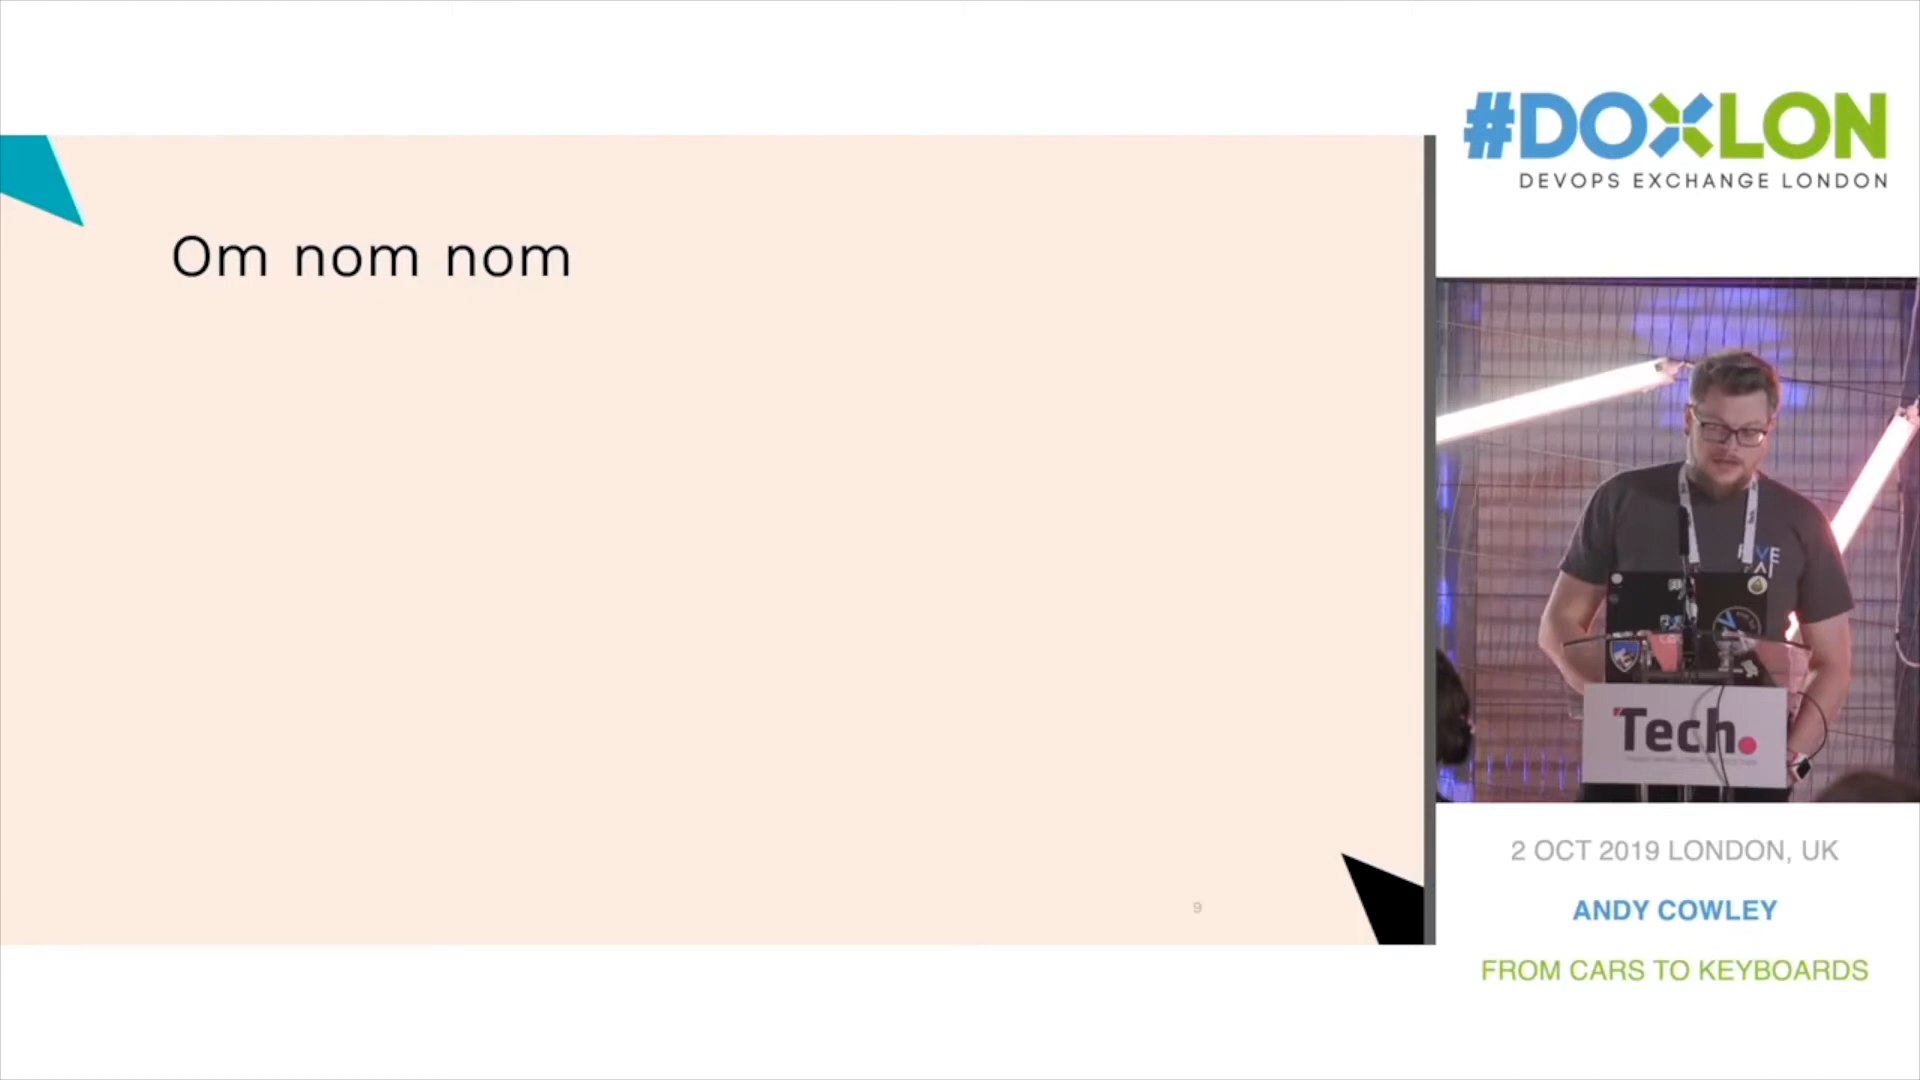 Om nom nom
9
#DOXLON
DEVOPS EXCHANGE LONDON
Tech.
2 OCT 2019 LONDON, UK
ANDY COWLEY
FROM CARS TO KEYBOARDS